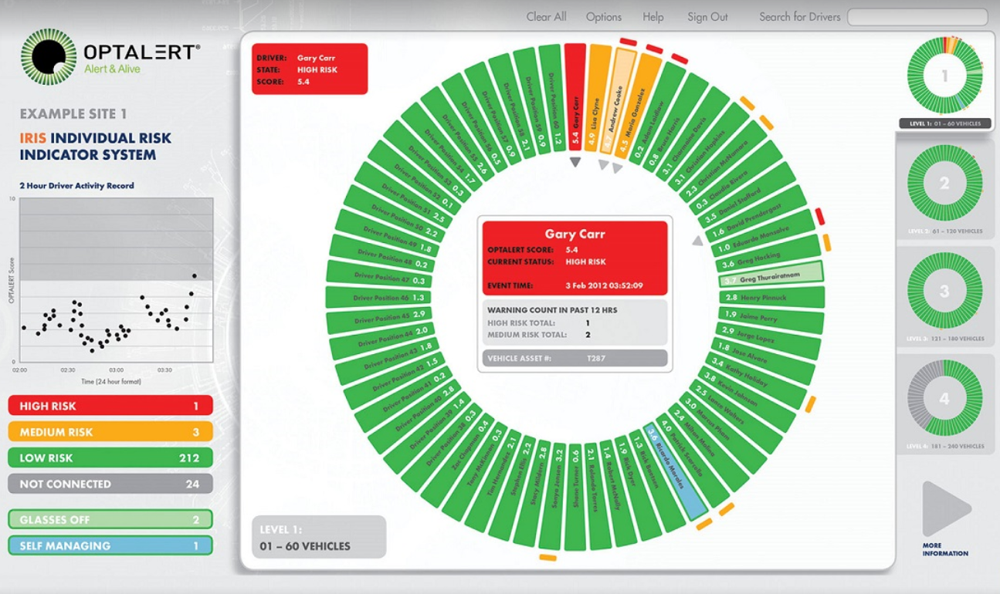 Clear All Options Help Sign Out Search for Drivers
OPTALERT®
Alert & Alive
EXAMPLE SITE 1
IRIS INDIVIDUAL RISK
INDICATOR SYSTEM
2 Hour Driver Activity Record
10
OPTALERT Score
0
02:00 02:30 03:00 03:30
Time (24 hour format)
HIGH RISK 1
MEDIUM RISK 3
LOW RISK 212
NOT CONNECTED 24
GLASSES OFF 2
SELF MANAGING 1
DRIVER: Gary Carr
STATE: HIGH RISK
SCORE: 5.4
5.4 Gary Carr
4.9 Lisa Clyne
4.7 Andrew Cooke
4.5 Maria Gonzalez
0.2 Adam Laidlaw
0.8 Bruce Harris
3.1 Charmaine Davis
3.1 Christian Hopkins
2.3 Christian McNamara
0.3 Claudia Rivera
3.5 Daniel Stafford
1.6 David Prendergast
1.0 Eduardo Monsalve
3.6 Greg Hocking
3.7 Greg Thurairatnam
2.8 Henry Pinnuck
1.9 Jaime Perry
2.9 Jorge Lopez
1.8 Jose Alvare
3.4 Kathy Holiday
3.8 Kevin Johnson
2.5 Lance Waters
3.0 Marcus Pham
2.4 Milton Molina
4.0 Patrick
3.6 Ricardo Morales
1.3 Rick
1.9 Rick Dyer
1.4 Robert McNally
2.1 Rolando Torres
0.6 Shane Turner
3.2 Sonya Jensen
2.8 Stacy Mildern
2.2 Stephen Ellis
2.1 Tim Hernandez
0.3 Tony McKinnon
0.4 Zac Chapman
Driver Position 38 0.3
Driver Position 39 1.4
Driver Position 40 2.8
Driver Position 41 0.2
Driver Position 42 1.5
Driver Position 43 1.8
Driver Position 44 2.0
Driver Position 45 2.9
Driver Position 46 1.3
Driver Position 47 0.3
Driver Position 48 0.2
Driver Position 49 1.8
Driver Position 50 2.2
Driver Position 51 2.5
Driver Position 52 0.1
Driver Position 53 0.3
Driver Position 54 1.7
Driver Position 55 2.6
Driver Position 56 0.5
Driver Position 57 0.9
Driver Position 58 2.1
Driver Position 59 0.9
Driver Position 60 1.2
Gary Carr
OPTALERT SCORE: 5.4
CURRENT STATUS: HIGH RISK
EVENT TIME: 3 Feb 2012 03:52:09
WARNING COUNT IN PAST 12 HRS
HIGH RISK TOTAL: 1
MEDIUM RISK TOTAL: 2
VEHICLE ASSET #: T287
LEVEL 1:
01 – 60 VEHICLES
1
LEVEL 1: 01 – 60 VEHICLES
2
LEVEL 2: 61 – 120 VEHICLES
3
LEVEL 3: 121 – 180 VEHICLES
4
LEVEL 4: 181 – 240 VEHICLES
MORE
INFORMATION